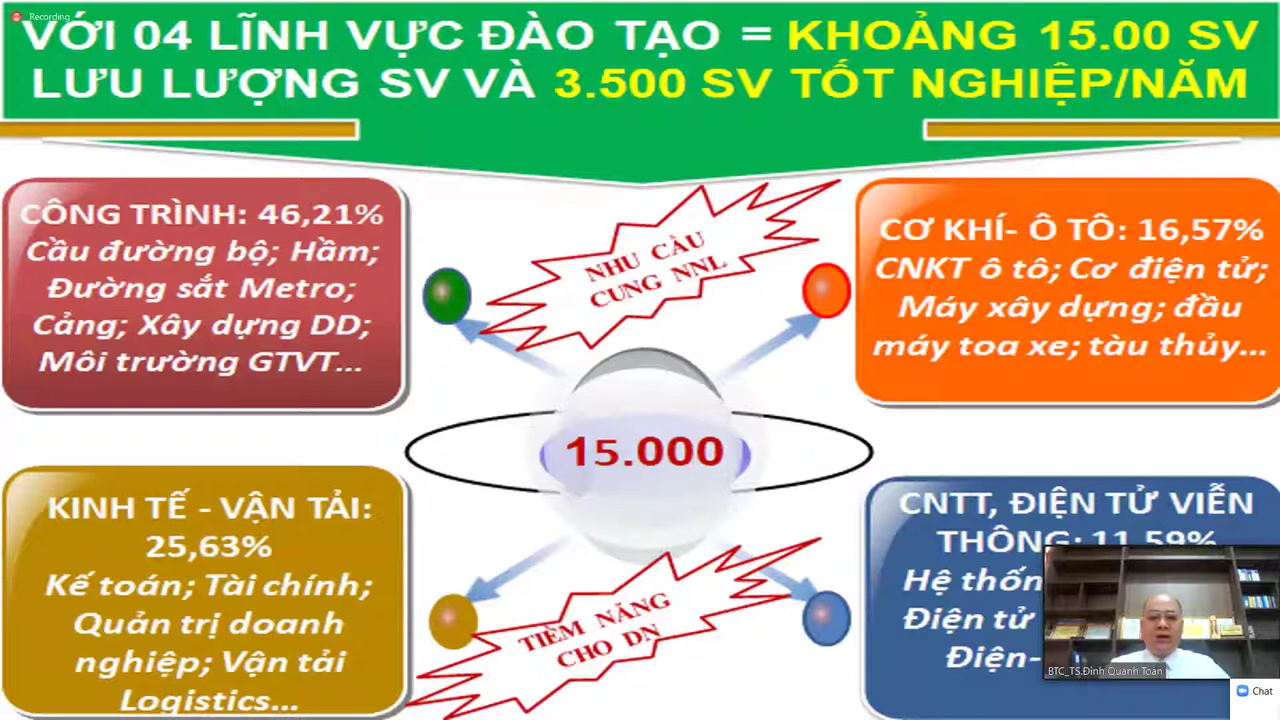 Recording
VỚI 04 LĨNH VỰC ĐÀO TẠO = KHOẢNG 15.00 SV
LƯU LƯỢNG SV VÀ 3.500 SV TỐT NGHIỆP/NĂM
CÔNG TRÌNH: 46,21%
Cầu đường bộ; Hầm;
Đường sắt Metro;
Cảng; Xây dựng DD;
Môi trường GTVT...
NHU CẦU
CUNG NNL
CƠ KHÍ- Ô TÔ: 16,57%
CNKT ô tô; Cơ điện tử;
Máy xây dựng; đầu
máy toa xe; tàu thủy...
15.000
KINH TẾ - VẬN TẢI:
25,63%
Kế toán; Tài chính;
Quản trị doanh
nghiệp; Vận tải
Logistics...
TIỀM NĂNG
CHO DN
CNTT, ĐIỆN TỬ VIỄN
THÔNG: 11,59%
Hệ thốn
Điện tử
Điện-
BTC_TS.Đinh Quanh Toan
Chat